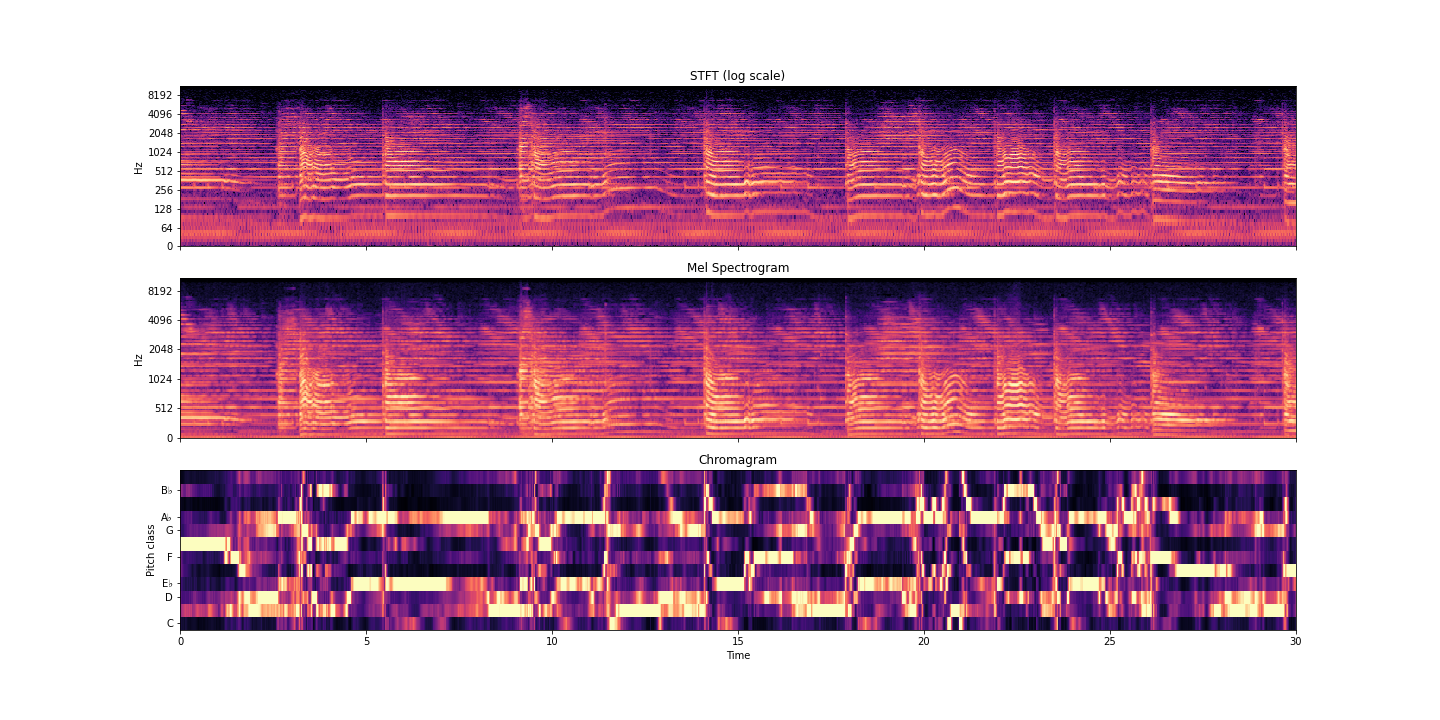 STFT (log scale)
8192
4096
2048
1024
512
256
128
64
0
Hz
Mel Spectrogram
8192
4096
2048
1024
512
0
Hz
Chromagram
B♭
A♭
G
F
E♭
D
C
Pitch class
0 5 10 15 20 25 30
Time